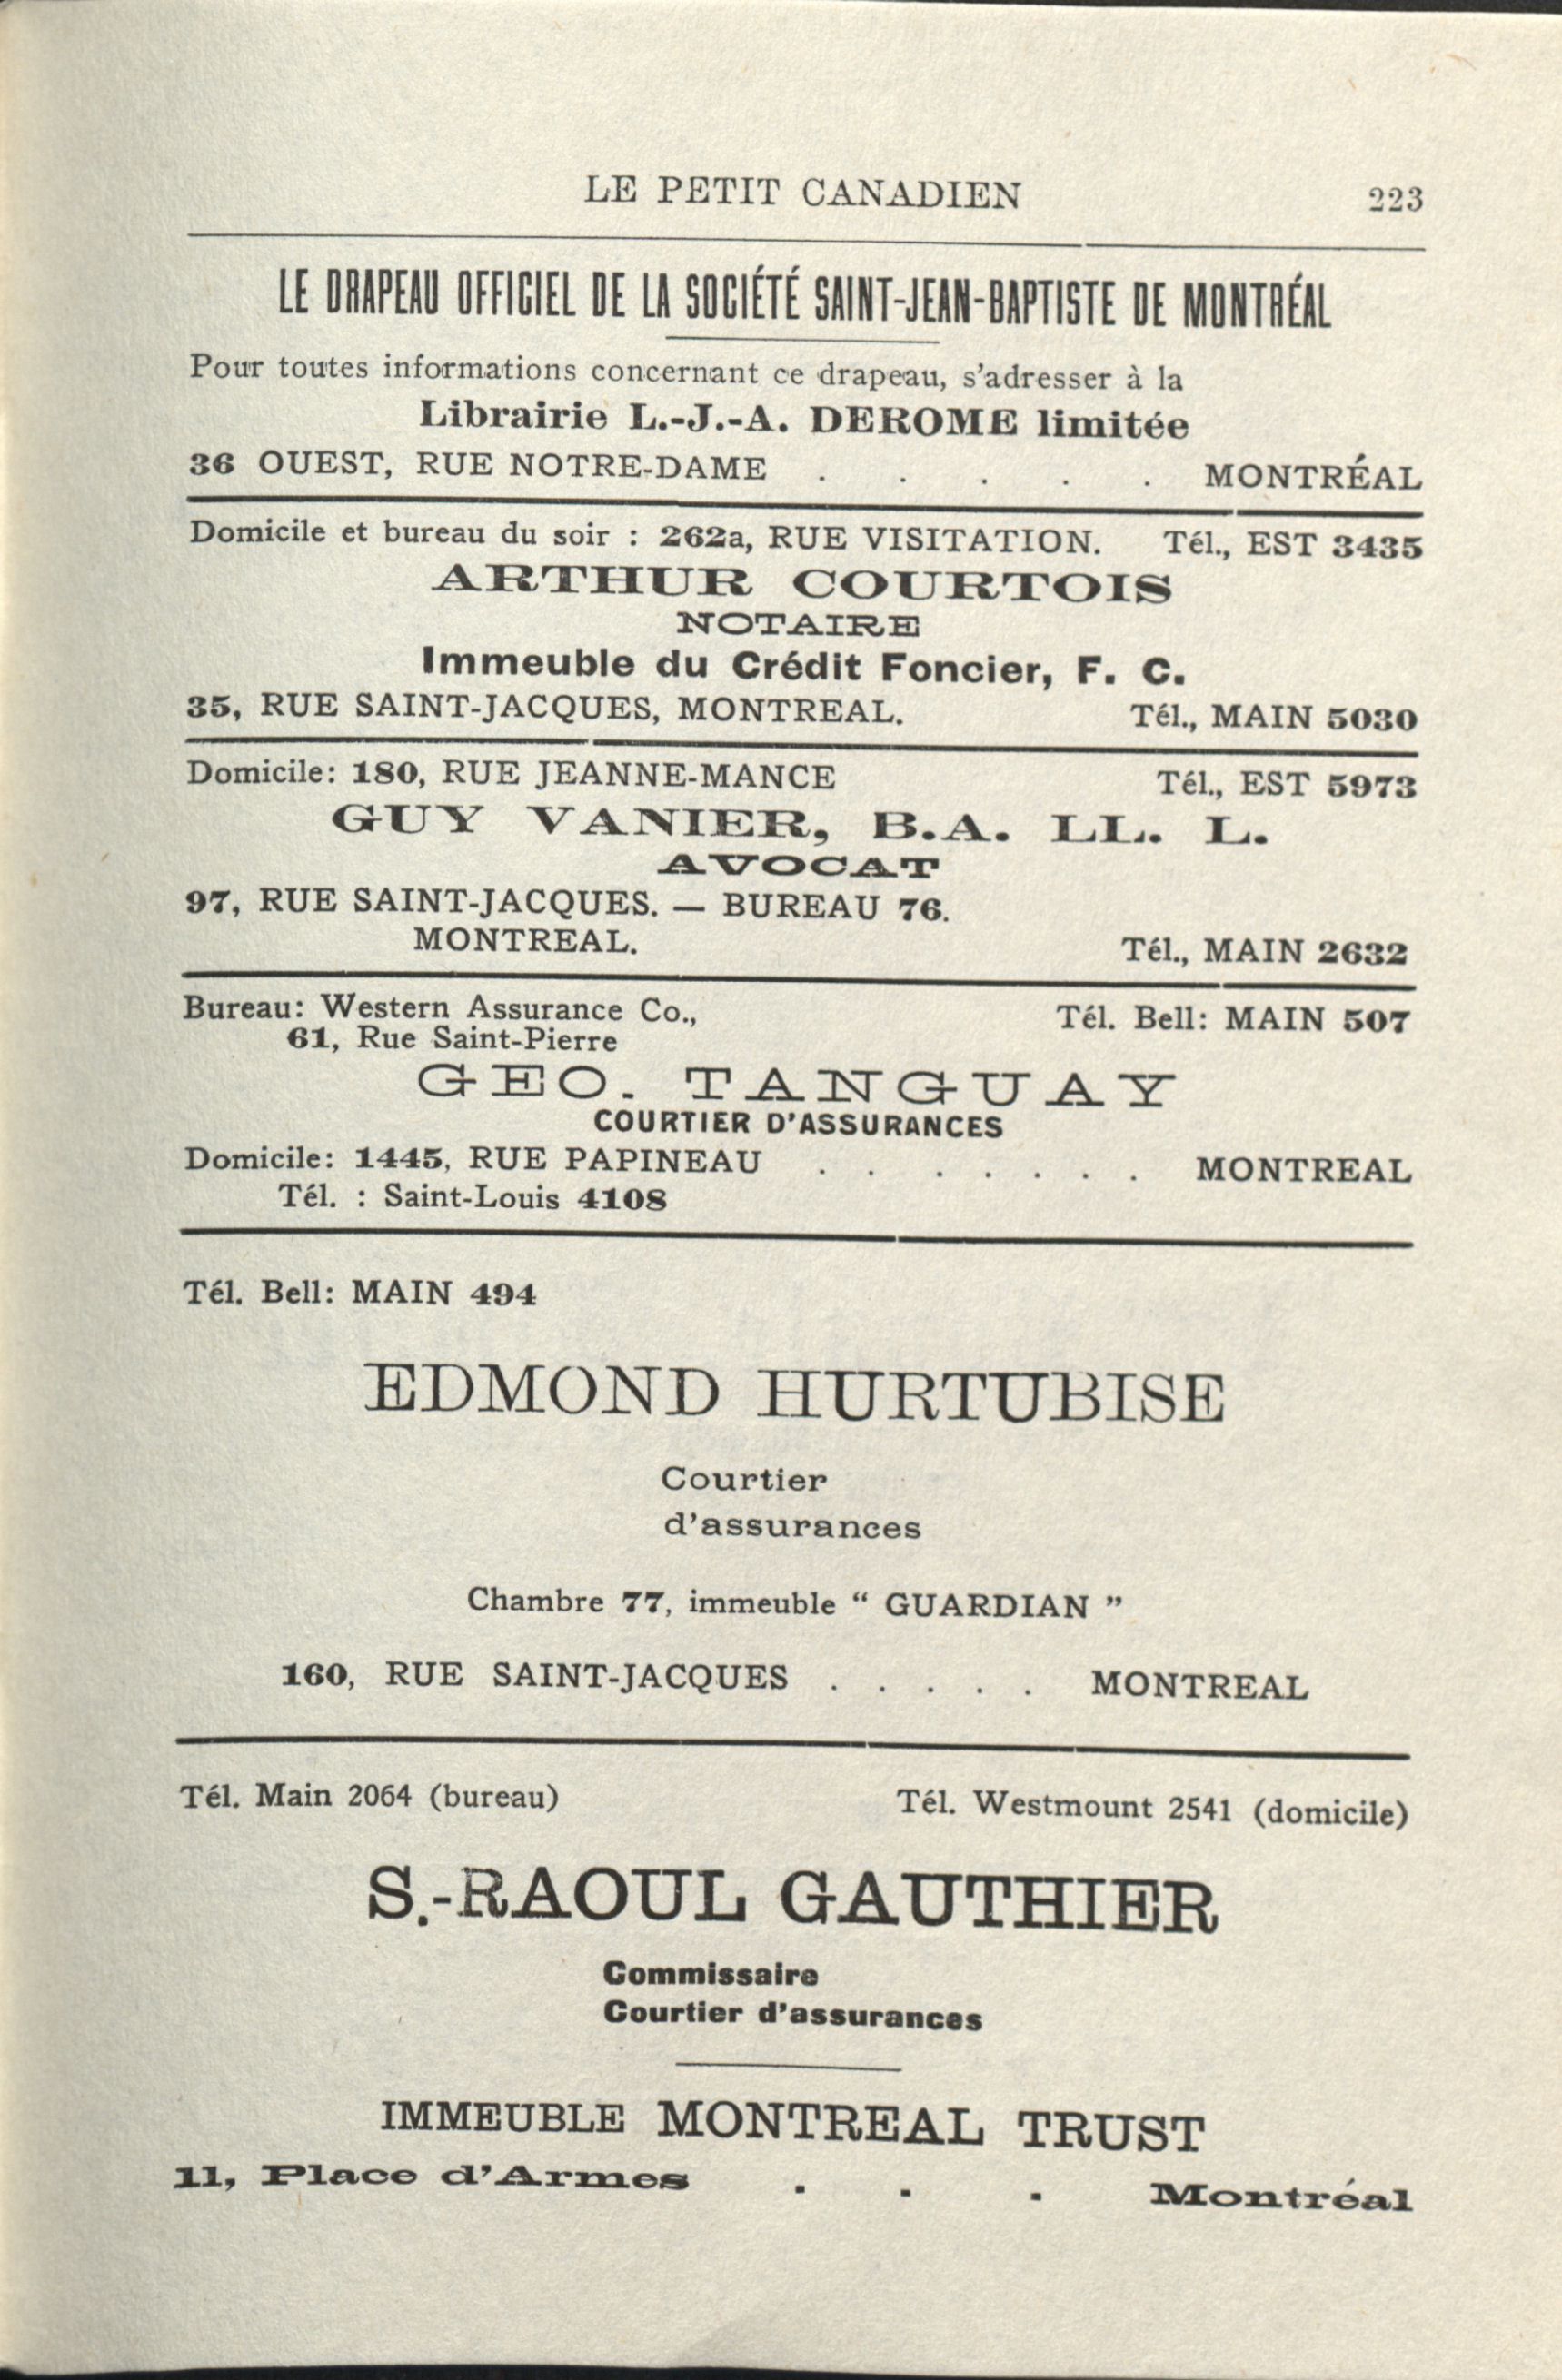 LE PETIT CANADIEN 223
LE DRAPEAU OFFICIEL DE LA SOCIÉTÉ SAINT-JEAN-BAPTISTE DE MONTRÉAL
Pour toutes informations concernant ce drapeau, s'adresser à la
Librairie L.-J.-A. DEROME limitée
36 OUEST, RUE NOTRE-DAME . . . . . MONTRÉAL
Domicile et bureau du soir : 262a, RUE VISITATION. Tél., EST 3435
ARTHUR COURTOIS
NOTAIRE
Immeuble du Crédit Foncier, F. C.
35, RUE SAINT-JACQUES, MONTREAL. Tél., MAIN 5030
Domicile: 180, RUE JEANNE-MANCE Tél., EST 5973
GUY VANIER, B.A. LL. L.
AVOCAT
97, RUE SAINT-JACQUES. — BUREAU 76.
MONTREAL. Tél., MAIN 2632
Bureau: Western Assurance Co., Tél. Bell: MAIN 507
61, Rue Saint-Pierre
GEO. TANGUAY
COURTIER D'ASSURANCES
Domicile: 1445, RUE PAPINEAU . . . . . . . MONTREAL
Tél. : Saint-Louis 4108
Tél. Bell: MAIN 494
EDMOND HURTUBISE
Courtier
d'assurances
Chambre 77, immeuble “ GUARDIAN ”
160, RUE SAINT-JACQUES . . . . . MONTREAL
Tél. Main 2064 (bureau) Tél. Westmount 2541 (domicile)
S.-RAOUL GAUTHIER
Commissaire
Courtier d'assurances
IMMEUBLE MONTREAL TRUST
11, Place d'Armes . . . Montréal